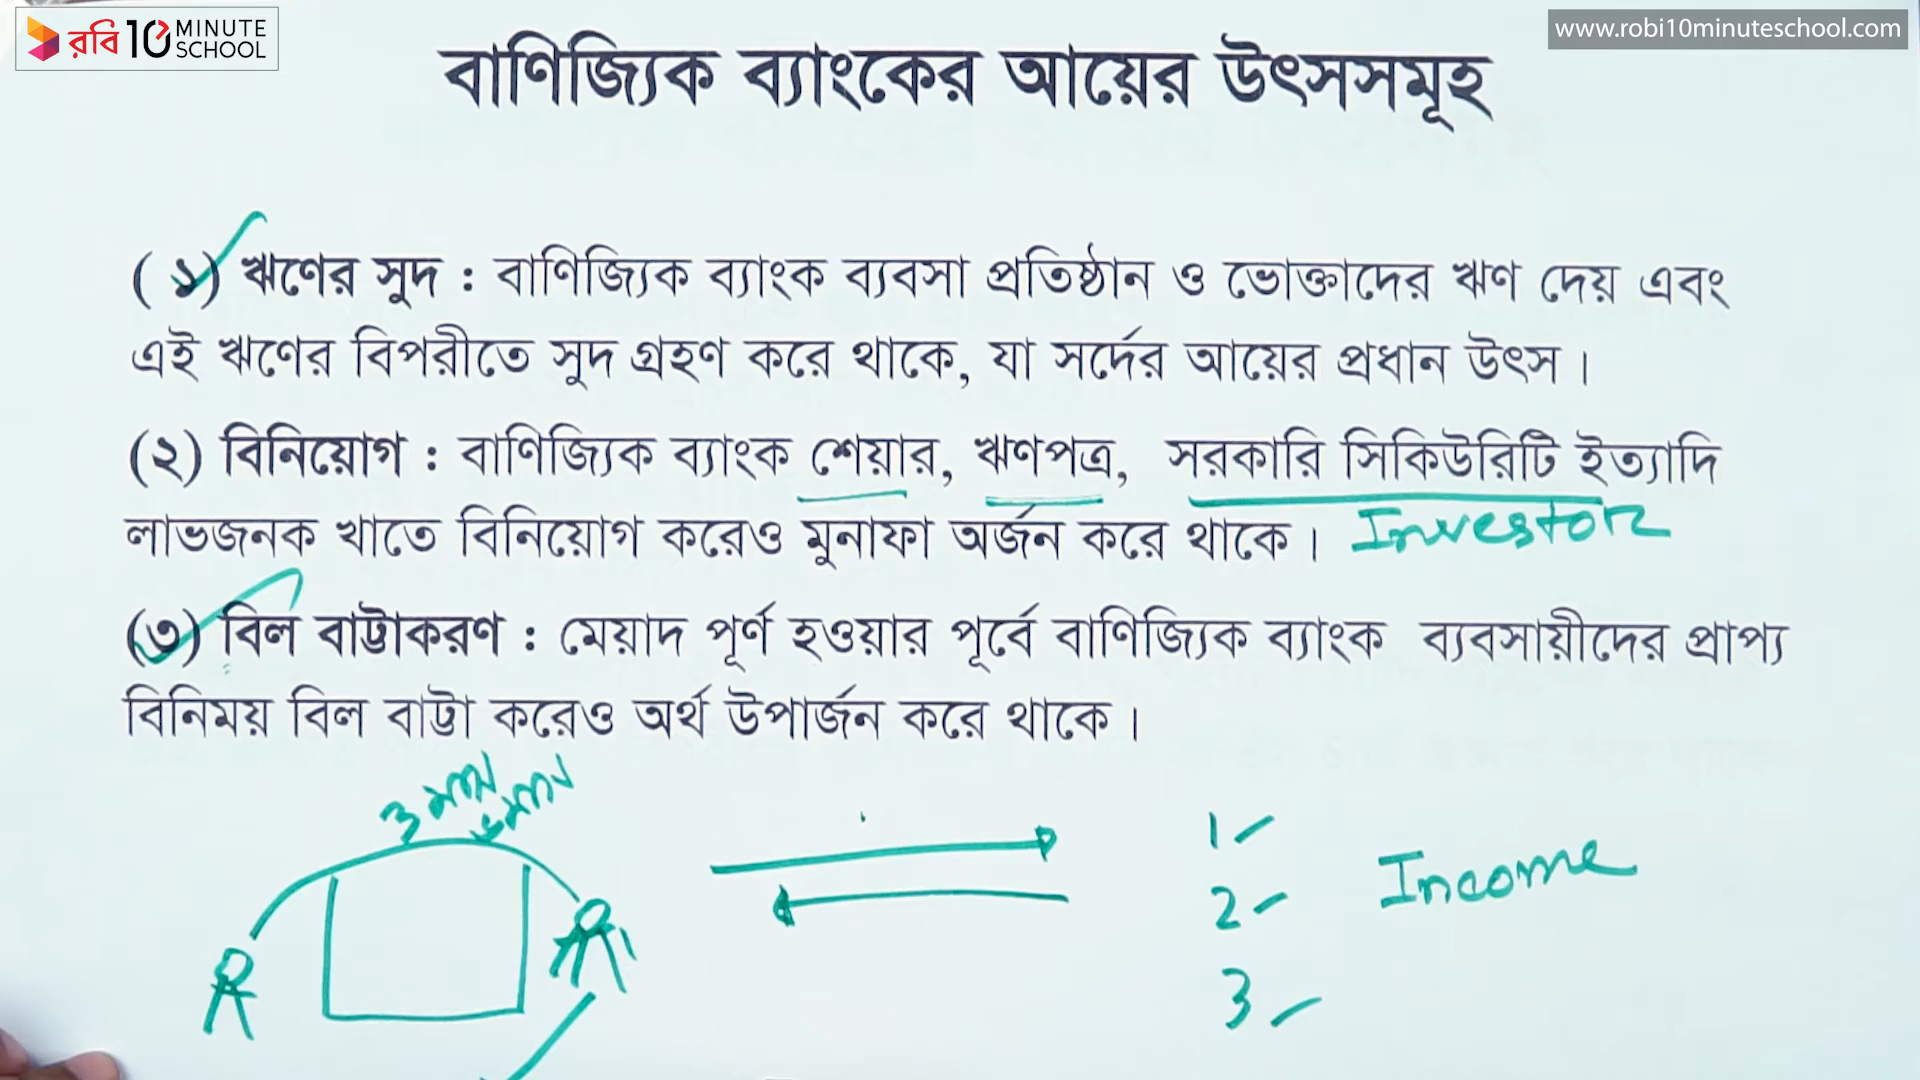 রবি 10 MINUTE SCHOOL
www.robi10minuteschool.com
বাণিজ্যিক ব্যাংকের আয়ের উৎসসমূহ
( ১) ঋণের সুদ : বাণিজ্যিক ব্যাংক ব্যবসা প্রতিষ্ঠান ও ভোক্তাদের ঋণ দেয় এবং
এই ঋণের বিপরীতে সুদ গ্রহণ করে থাকে, যা সর্দের আয়ের প্রধান উৎস।
(২) বিনিয়োগ : বাণিজ্যিক ব্যাংক শেয়ার, ঋণপত্র, সরকারি সিকিউরিটি ইত্যাদি
লাভজনক খাতে বিনিয়োগ করেও মুনাফা অর্জন করে থাকে। Investor
(৩) বিল বাট্টাকরণ : মেয়াদ পূর্ণ হওয়ার পূর্বে বাণিজ্যিক ব্যাংক ব্যবসায়ীদের প্রাপ্য
বিনিময় বিল বাট্টা করেও অর্থ উপার্জন করে থাকে।
3 মাস
৬ মাস
1 -
2 - Income
3 -